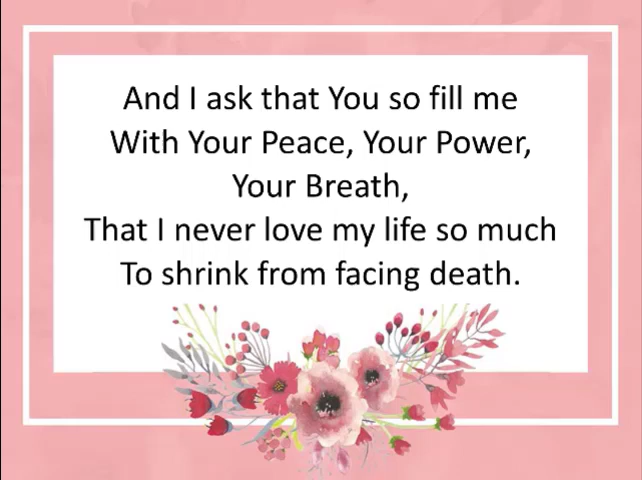 And I ask that You so fill me
With Your Peace, Your Power,
Your Breath,
That I never love my life so much
To shrink from facing death.